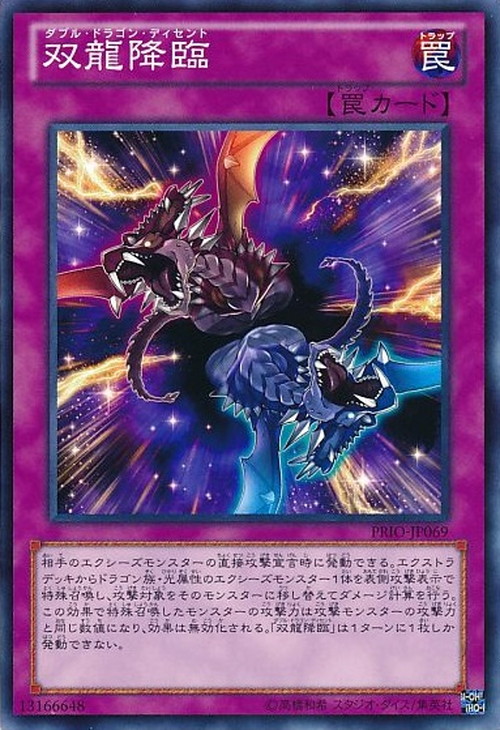 ダブル・ドラゴン・ディセント
双龍降臨
トラップ
罠
トラップ
【罠カード】
PRIO-JP069
相手のエクシーズモンスターの直接攻撃宣言時に発動できる。エクストラ
デッキからドラゴン族・光属性のエクシーズモンスター1体を表側攻撃表示で
特殊召喚し、攻撃対象をそのモンスターに移し替えてダメージ計算を行う。
この効果で特殊召喚したモンスターの攻撃力は攻撃モンスターの攻撃力
と同じ数値になり、効果は無効化される。「双龍降臨」は1ターンに1枚しか
発動できない。
13166648
©高橋和希 スタジオ・ダイス/集英社